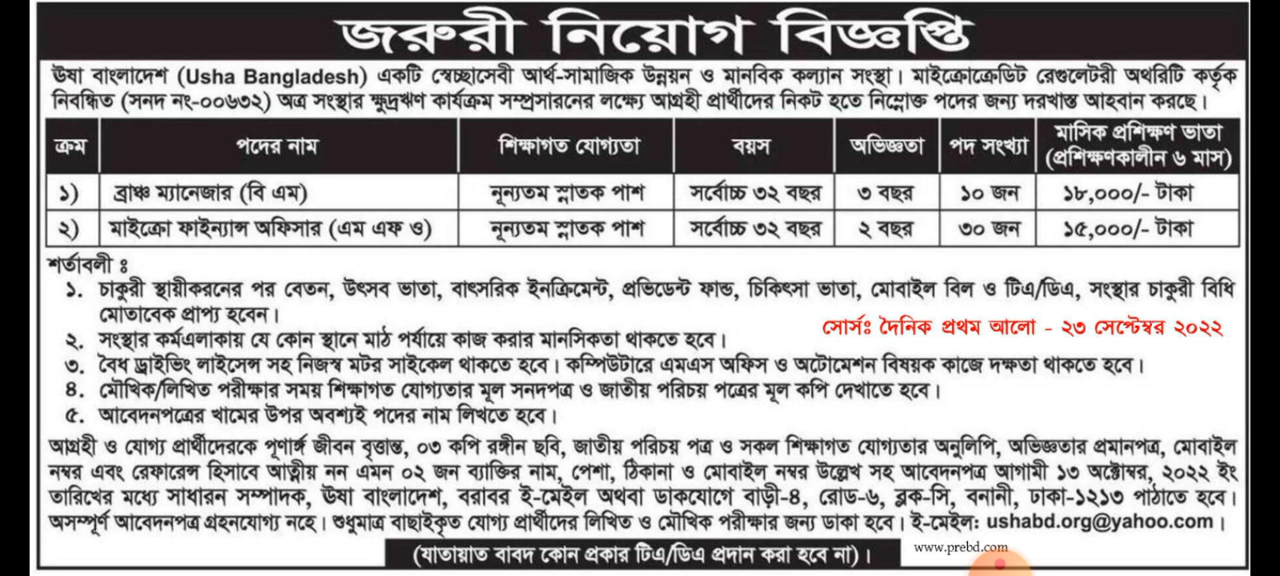 জরুরী নিয়োগ বিজ্ঞপ্তি
ঊষা বাংলাদেশ (Usha Bangladesh) একটি স্বেচ্ছাসেবী আর্থ-সামাজিক উন্নয়ন ও মানবিক কল্যান সংস্থা। মাইক্রোক্রেডিট রেগুলেটরী অথরিটি কর্তৃক
নিবন্ধিত (সনদ নং-০০৬৩২) অত্র সংস্থার ক্ষুদ্রঋণ কার্যক্রম সম্প্রসারনের লক্ষ্যে আগ্রহী প্রার্থীদের নিকট হতে নিম্নোক্ত পদের জন্য দরখাস্ত আহবান করছে।
ক্রম পদের নাম শিক্ষাগত যোগ্যতা বয়স অভিজ্ঞতা পদ সংখ্যা মাসিক প্রশিক্ষণ ভাতা
(প্রশিক্ষণকালীন ৬ মাস)
১) ব্রাঞ্চ ম্যানেজার (বি এম) নূন্যতম স্নাতক পাশ সর্বোচ্চ ৩২ বছর ৩ বছর ১০ জন ১৮,০০০/- টাকা
২) মাইক্রো ফাইন্যান্স অফিসার (এম এফ ও) নূন্যতম স্নাতক পাশ সর্বোচ্চ ৩২ বছর ২ বছর ৩০ জন ১৫,০০০/- টাকা
শর্তাবলী ঃ
১. চাকুরী স্থায়ীকরনের পর বেতন, উৎসব ভাতা, বাৎসরিক ইনক্রিমেন্ট, প্রভিডেন্ট ফান্ড, চিকিৎসা ভাতা, মোবাইল বিল ও টিএ/ডিএ, সংস্থার চাকুরী বিধি
মোতাবেক প্রাপ্য হবেন।
সোর্সঃ দৈনিক প্রথম আলো - ২৩ সেপ্টেম্বর ২০২২
২. সংস্থার কর্মএলাকায় যে কোন স্থানে মাঠ পর্যায়ে কাজ করার মানসিকতা থাকতে হবে।
৩. বৈধ ড্রাইভিং লাইসেন্স সহ নিজস্ব মটর সাইকেল থাকতে হবে। কম্পিউটারে এমএস অফিস ও অটোমেশন বিষয়ক কাজে দক্ষতা থাকতে হবে।
৪. মৌখিক/লিখিত পরীক্ষার সময় শিক্ষাগত যোগ্যতার মূল সনদপত্র ও জাতীয় পরিচয় পত্রের মূল কপি দেখাতে হবে।
৫. আবেদনপত্রের খামের উপর অবশ্যই পদের নাম লিখতে হবে।
আগ্রহী ও যোগ্য প্রার্থীদেরকে পূণার্ঙ্গ জীবন বৃত্তান্ত, ০৩ কপি রঙ্গীন ছবি, জাতীয় পরিচয় পত্র ও সকল শিক্ষাগত যোগ্যতার অনুলিপি, অভিজ্ঞতার প্রমানপত্র, মোবাইল
নম্বর এবং রেফারেন্স হিসাবে আত্নীয় নন এমন ০২ জন ব্যাক্তির নাম, পেশা, ঠিকানা ও মোবাইল নম্বর উল্লেখ সহ আবেদনপত্র আগামী ১৩ অক্টোবর, ২০২২ ইং
তারিখের মধ্যে সাধারন সম্পাদক, ঊষা বাংলাদেশ, বরাবর ই-মেইল অথবা ডাকযোগে বাড়ী-৪, রোড-৬, ব্লক-সি, বনানী, ঢাকা-১২১৩ পাঠাতে হবে।
অসম্পূর্ণ আবেদনপত্র গ্রহনযোগ্য নহে। শুধুমাত্র বাছাইকৃত যোগ্য প্রার্থীদের লিখিত ও মৌখিক পরীক্ষার জন্য ডাকা হবে। ই-মেইল: ushabd.org@yahoo.com।
(যাতায়াত বাবদ কোন প্রকার টিএ/ডিএ প্রদান করা হবে না)।
www.prebd.com